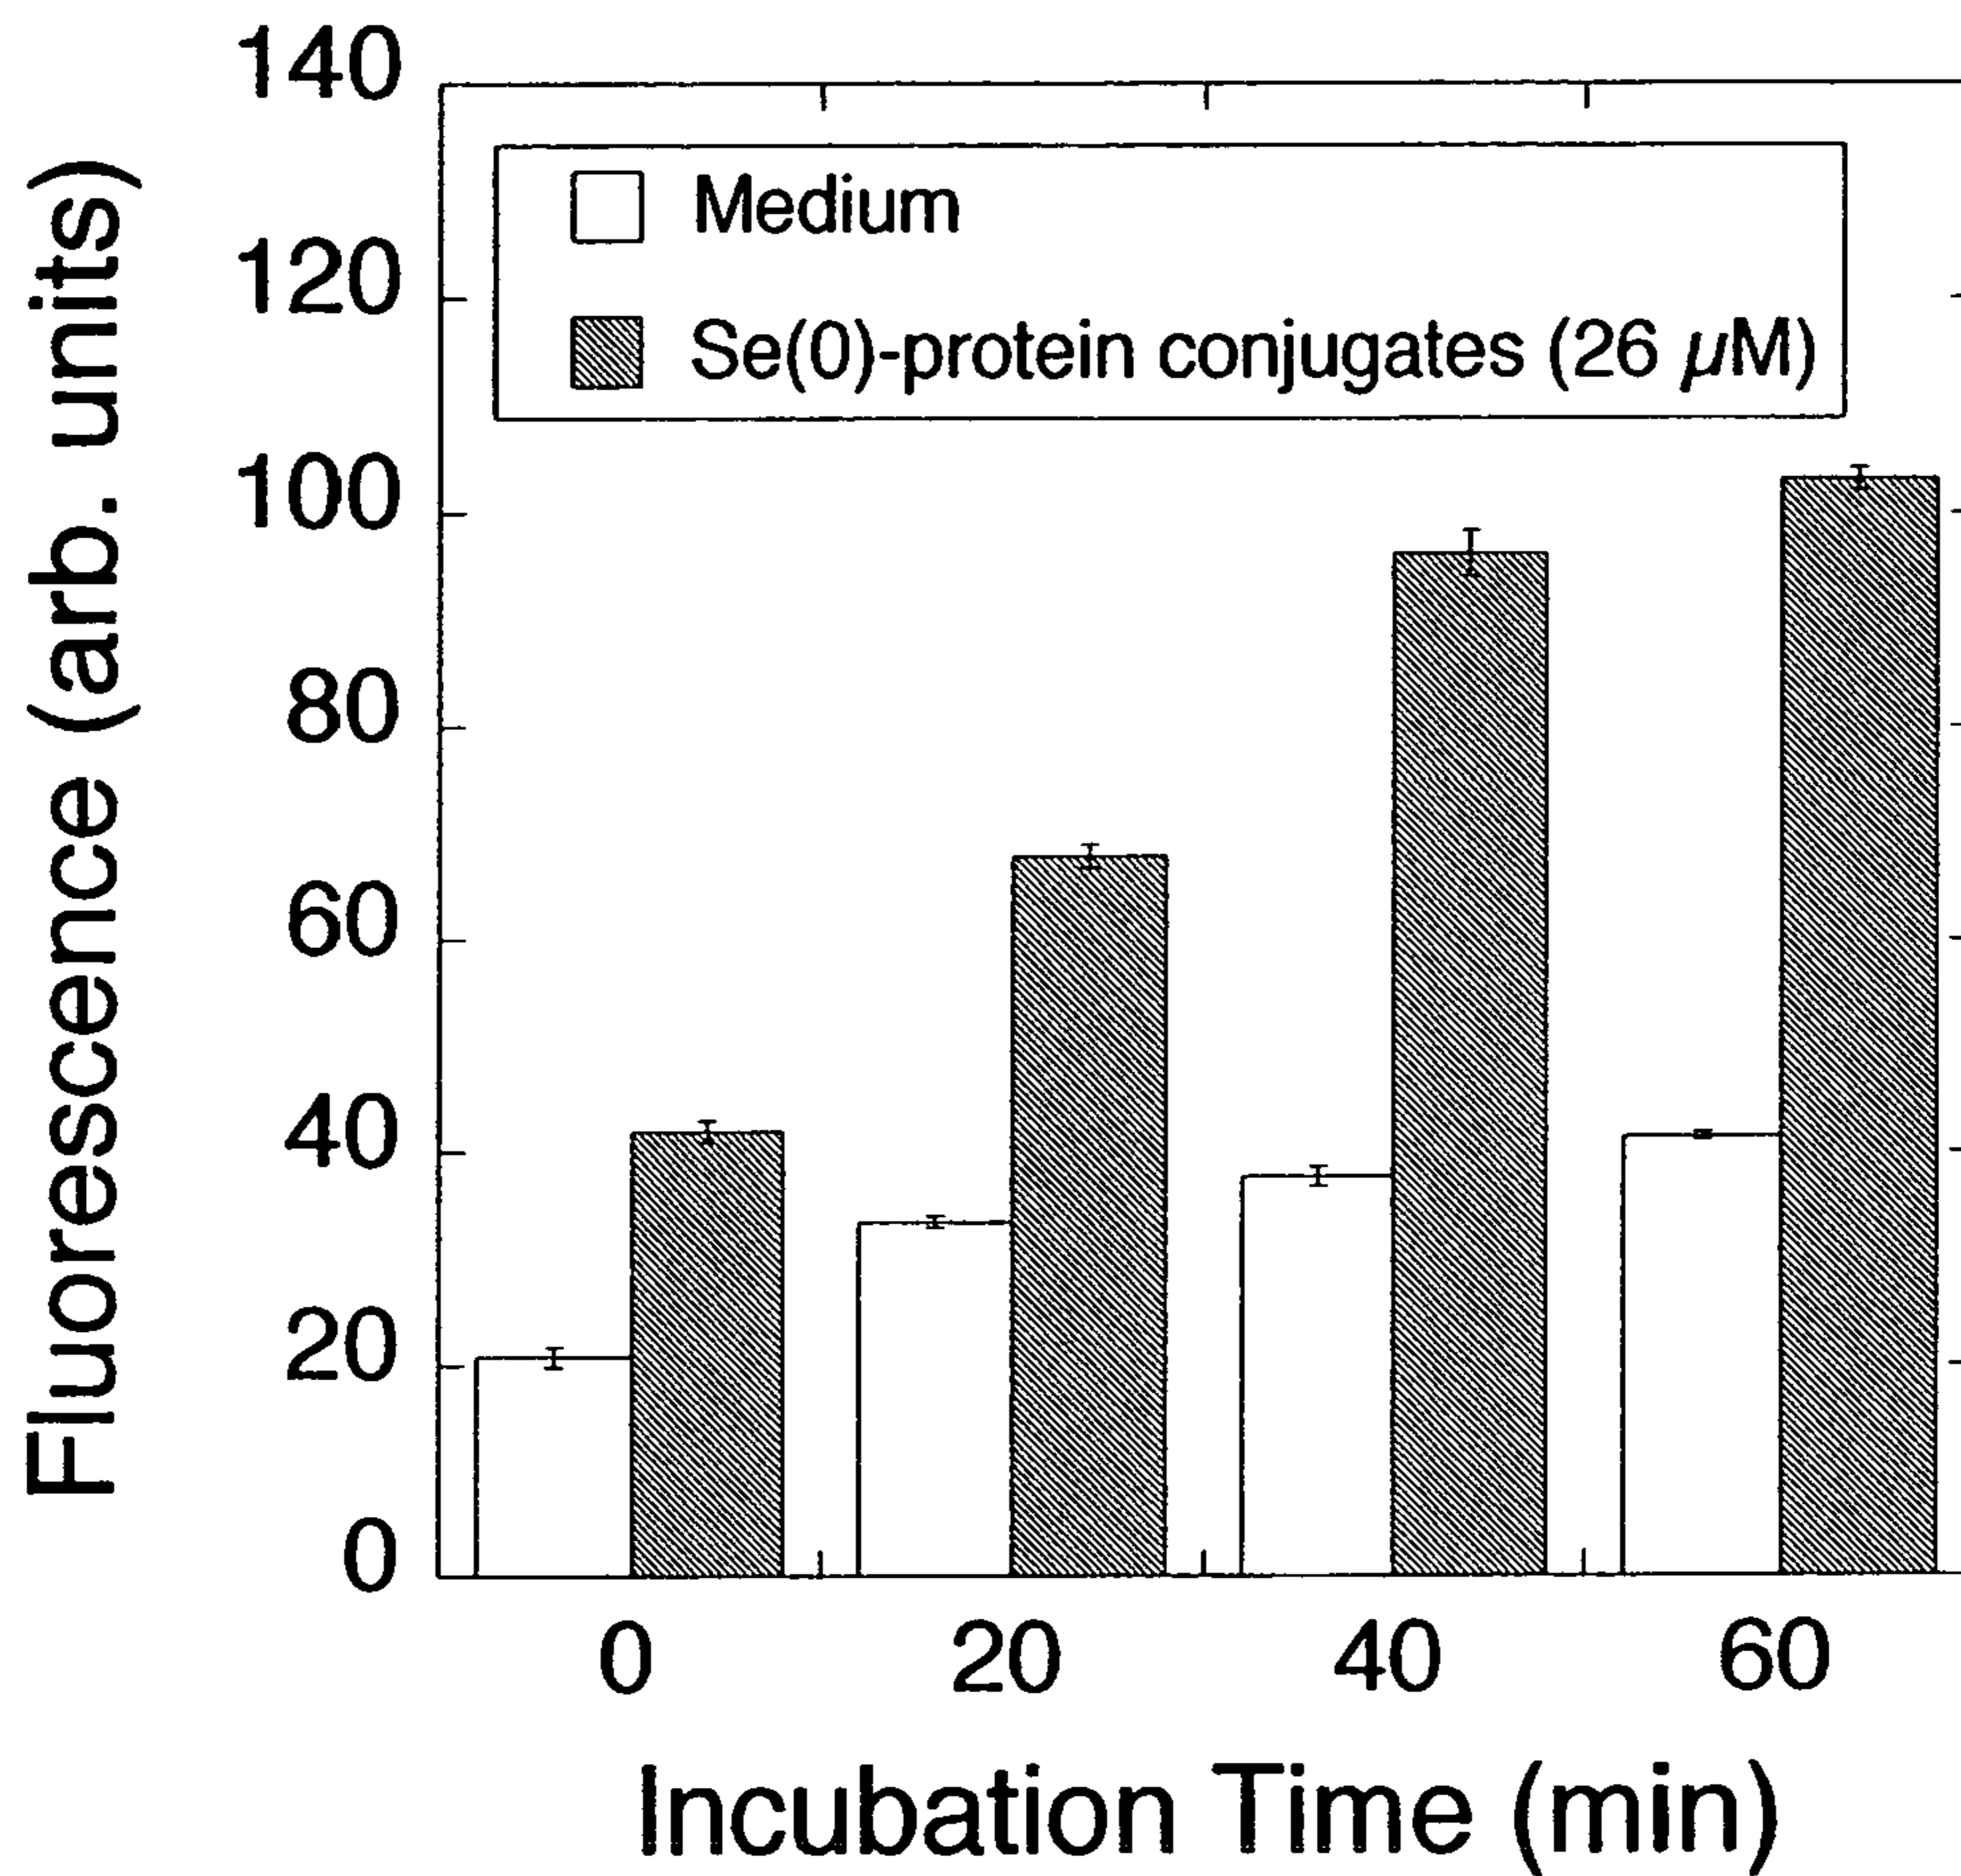 Fluorescence (arb. units)
140
120
100
80
60
40
20
0
Medium
Se(0)-protein conjugates (26 µM)
0 20 40 60
Incubation Time (min)